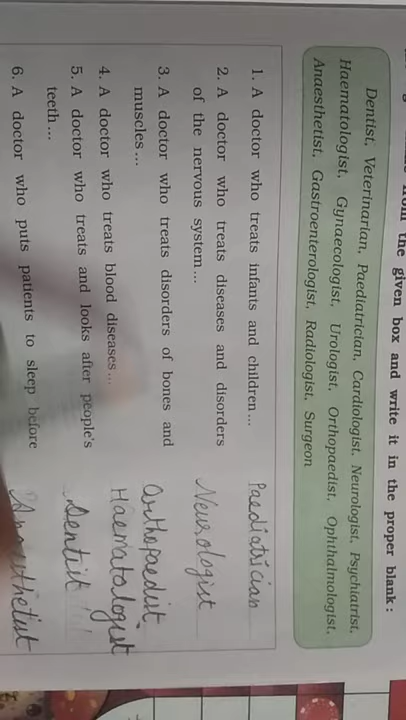 from the given box and write it in the proper blank :
Dentist, Veterinarian, Paediatrician, Cardiologist, Neurologist, Psychiatrist,
Haematologist, Gynaecologist, Urologist, Orthopaedist, Ophthalmologist,
Anaesthetist, Gastroenterologist, Radiologist, Surgeon
1. A doctor who treats infants and children... Paediatrician
2. A doctor who treats diseases and disorders
of the nervous system... Neurologist
3. A doctor who treats disorders of bones and
muscles... Orthopaedist
4. A doctor who treats blood diseases... Haematologist
5. A doctor who treats and looks after people's
teeth... Dentist
6. A doctor who puts patients to sleep before